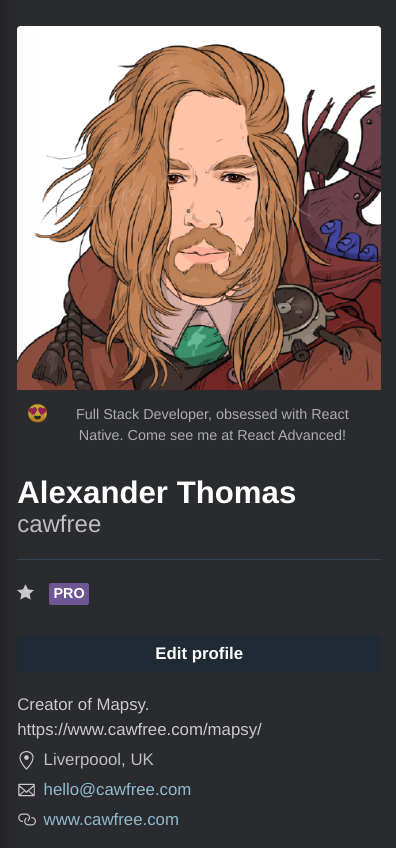 Full Stack Developer, obsessed with React
Native. Come see me at React Advanced!
Alexander Thomas
cawfree
PRO
Edit profile
Creator of Mapsy.
https://www.cawfree.com/mapsy/
Liverpoool, UK
hello@cawfree.com
www.cawfree.com